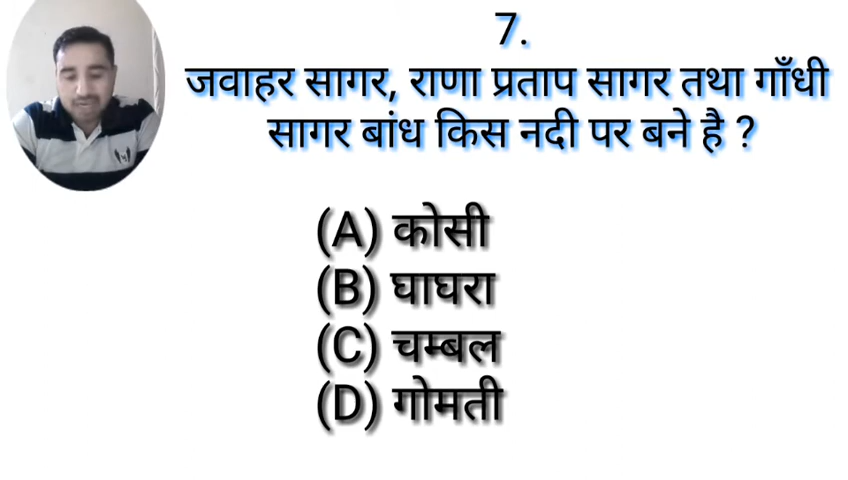 7.
जवाहर सागर, राणा प्रताप सागर तथा गाँधी
सागर बांध किस नदी पर बने है ?
(A) कोसी
(B) घाघरा
(C) चम्बल
(D) गोमती